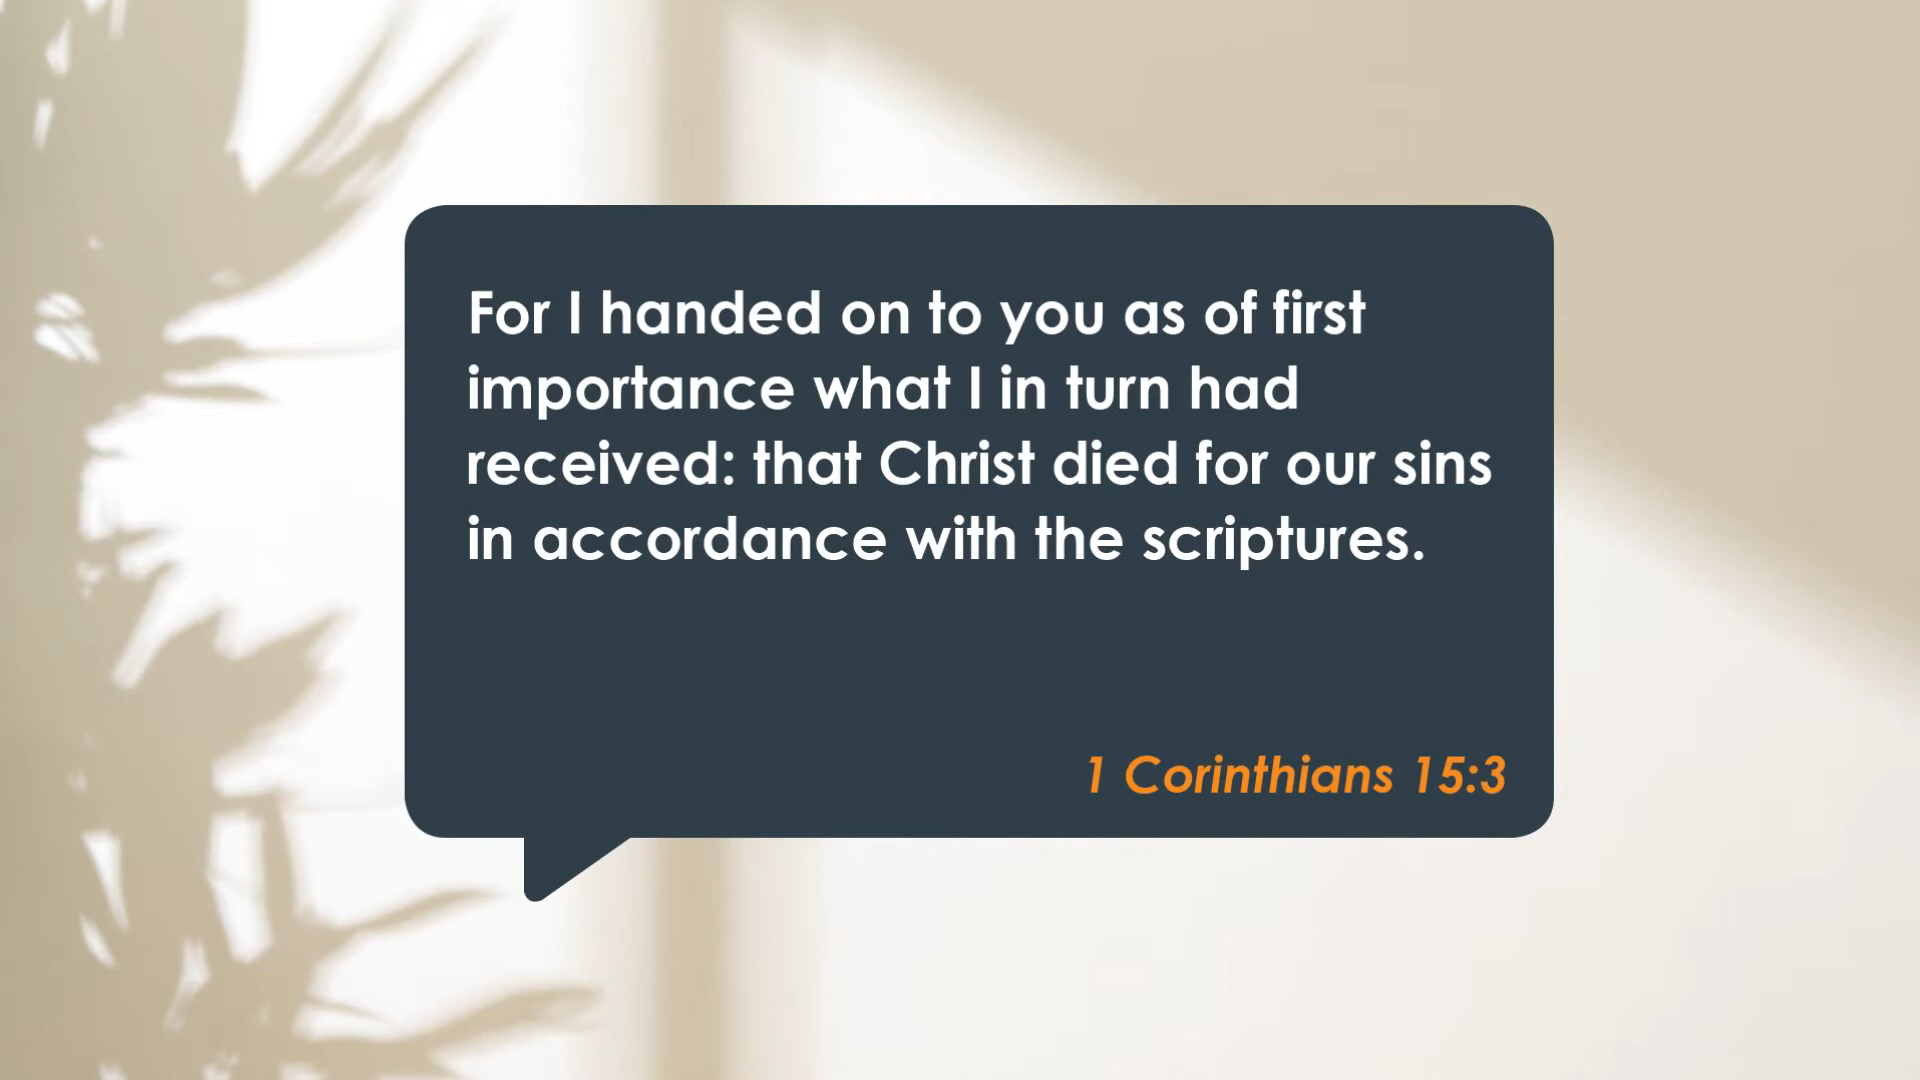 For I handed on to you as of first
importance what I in turn had
received: that Christ died for our sins
in accordance with the scriptures.
1 Corinthians 15:3